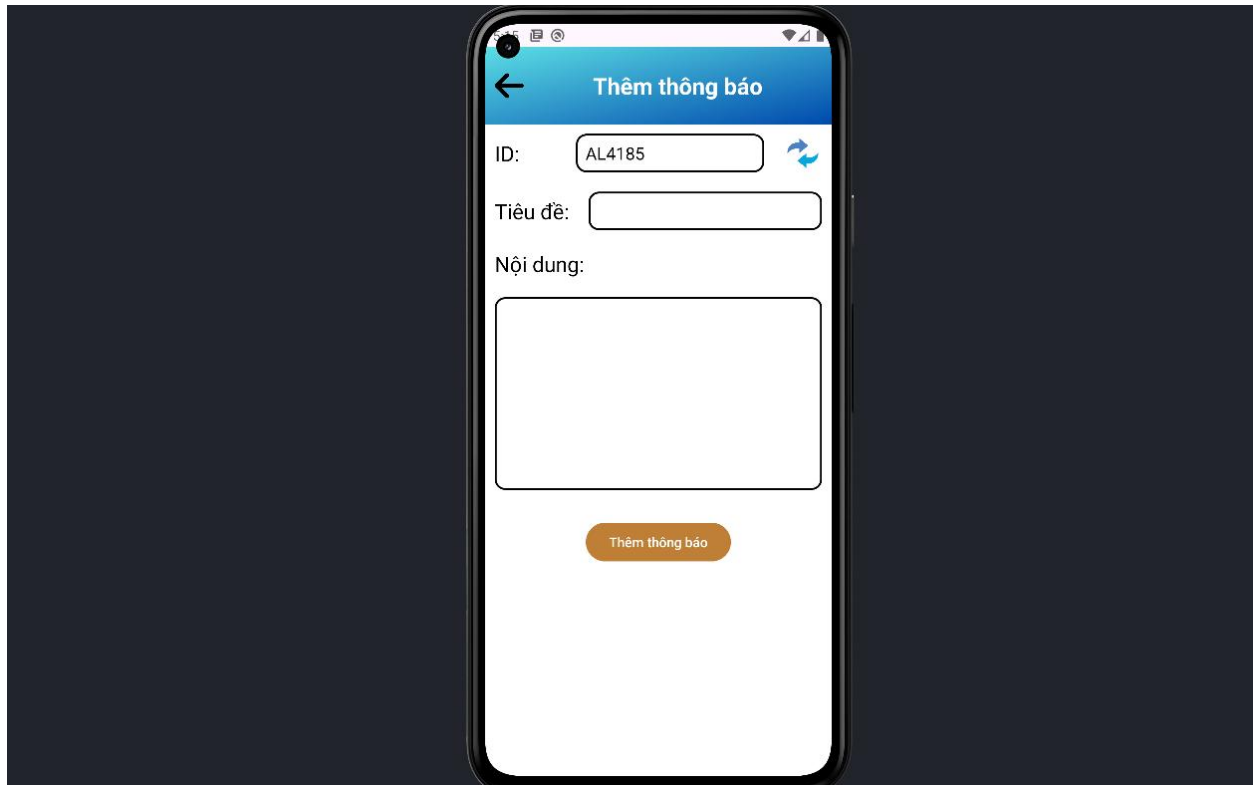 Thêm thông báo
ID: AL4185
Tiêu đề:
Nội dung:
Thêm thông báo